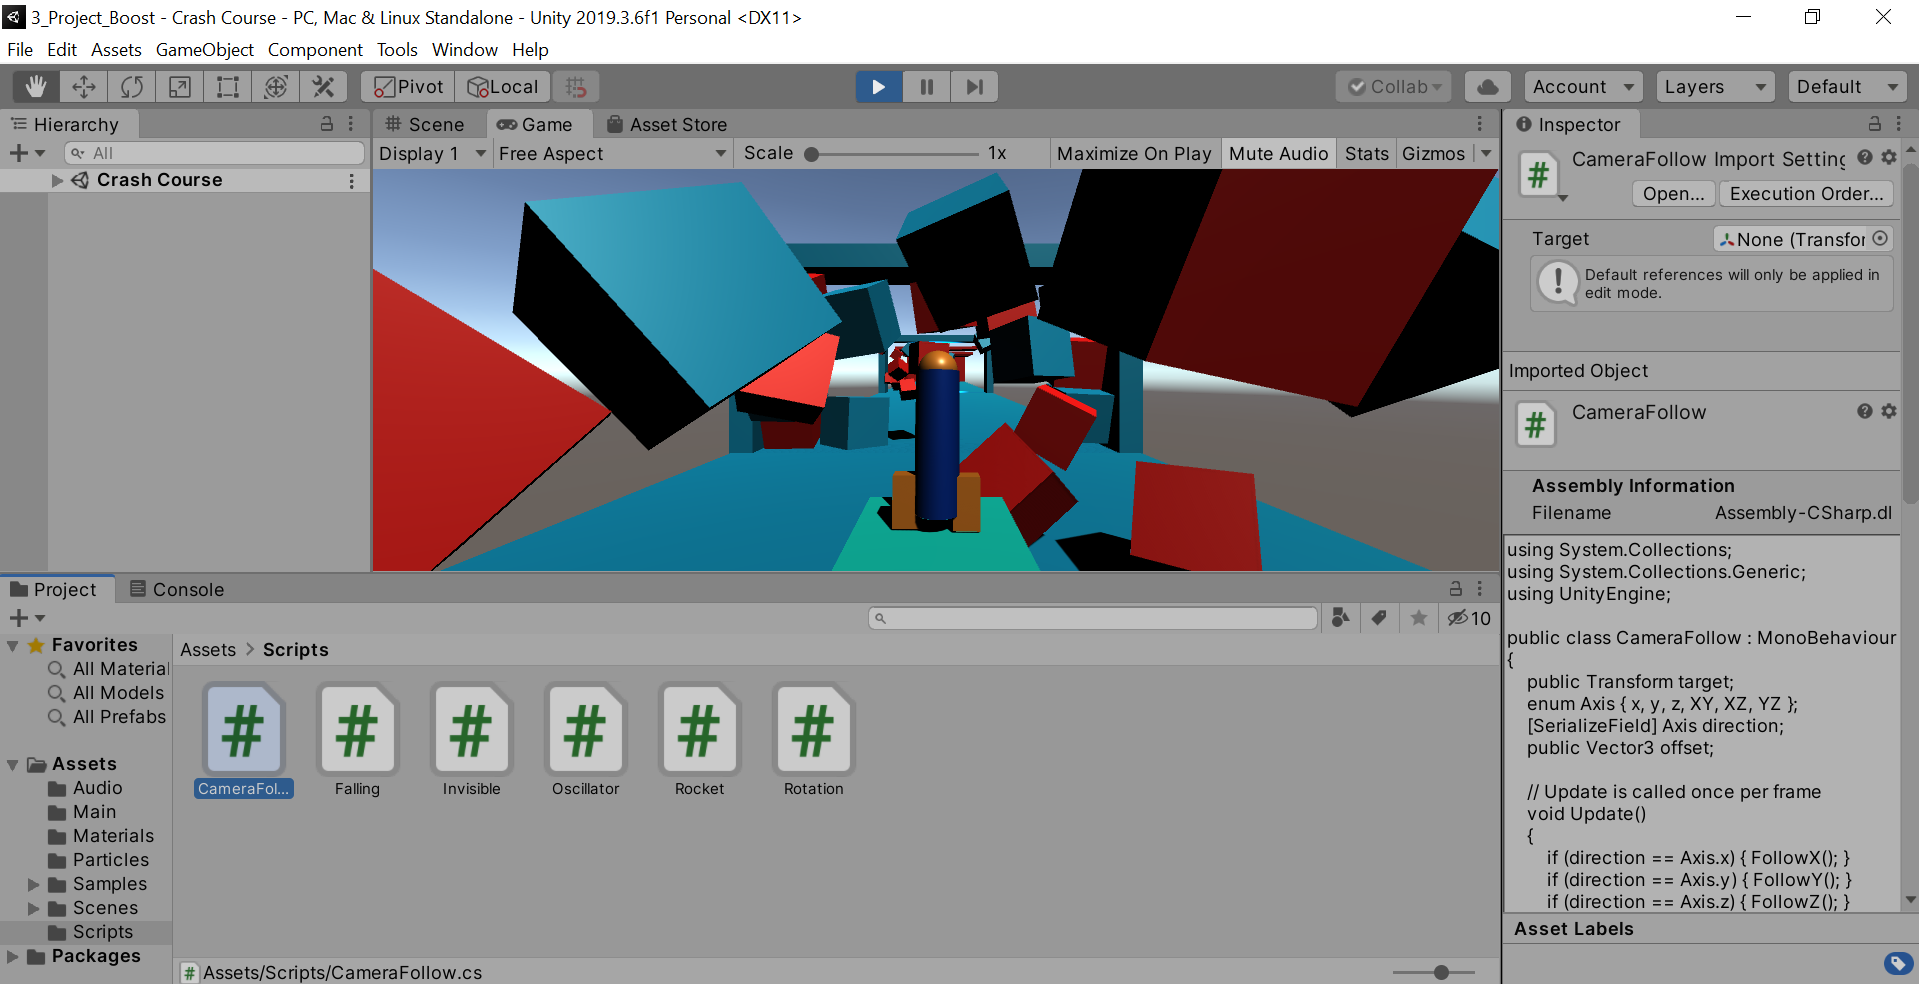 3_Project_Boost - Crash Course - PC, Mac & Linux Standalone - Unity 2019.3.6f1 Personal <DX11>
File Edit Assets GameObject Component Tools Window Help
Pivot Local Collab Account Layers Default
Hierarchy
All
Crash Course
Scene Game Asset Store
Display 1 Free Aspect Scale 1x Maximize On Play Mute Audio Stats Gizmos
Inspector
CameraFollow Import Setting
Open... Execution Order...
Target None (Transfor
Default references will only be applied in
edit mode.
Imported Object
CameraFollow
Assembly Information
Filename Assembly-CSharp.dl
using System.Collections;
using System.Collections.Generic;
using UnityEngine;
public class CameraFollow : MonoBehaviour
{
public Transform target;
enum Axis { x, y, z, XY, XZ, YZ };
[SerializeField] Axis direction;
public Vector3 offset;
// Update is called once per frame
void Update()
{
if (direction == Axis.x) { FollowX(); }
if (direction == Axis.y) { FollowY(); }
if (direction == Axis.z) { FollowZ(); }
Asset Labels
Project Console
10
Favorites
All Material
All Models
All Prefabs
Assets
Audio
Main
Materials
Particles
Samples
Scenes
Scripts
Packages
Assets > Scripts
CameraFol... Falling Invisible Oscillator Rocket Rotation
Assets/Scripts/CameraFollow.cs